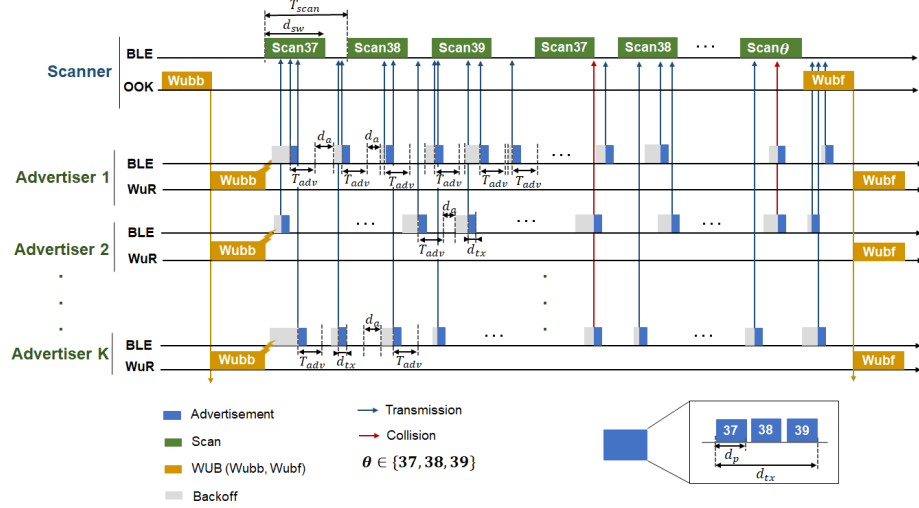 T_scan
d_sw
Scan37 Scan38 Scan39 Scan37 Scan38 ... Scanθ
BLE
Scanner
OOK
Wubb Wubf
d_a d_a
... 
BLE
Advertiser 1
Wubb T_adv T_adv T_adv T_adv T_adv T_adv Wubf
WuR
d_a
... ... ...
BLE
Advertiser 2
Wubb T_adv d_tx Wubf
WuR
d_a
... ...
BLE
Advertiser K
Wubb T_adv d_tx T_adv Wubf
WuR
Advertisement
Scan
WUB (Wubb, Wubf)
Backoff
Transmission
Collision
θ ∈ {37, 38, 39}
37 38 39
d_p
d_tx